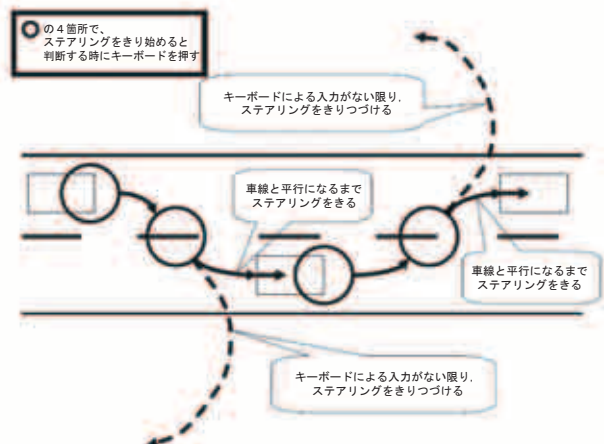 ○の4箇所で、
ステアリングをきり始めると
判断する時にキーボードを押す
キーボードによる入力がない限り,
ステアリングをきりつづける
車線と平行になるまで
ステアリングをきる
車線と平行になるまで
ステアリングをきる
キーボードによる入力がない限り,
ステアリングをきりつづける